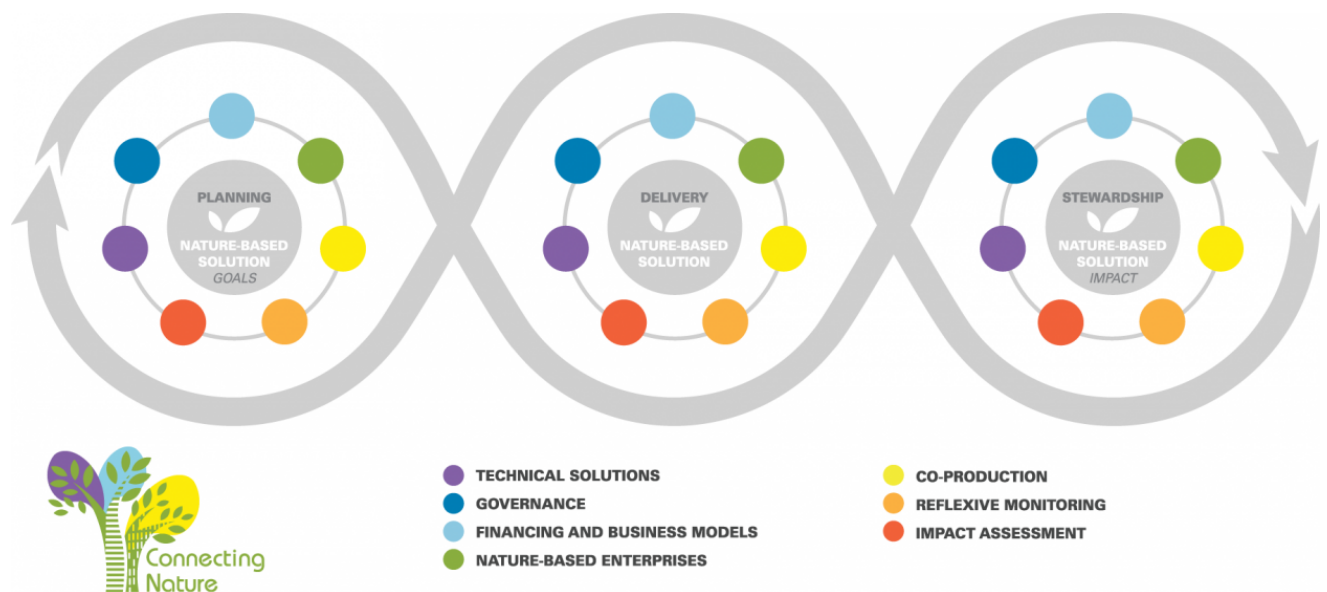 PLANNING
NATURE-BASED
SOLUTION
GOALS
DELIVERY
NATURE-BASED
SOLUTION
STEWARDSHIP
NATURE-BASED
SOLUTION
IMPACT
TECHNICAL SOLUTIONS
GOVERNANCE
FINANCING AND BUSINESS MODELS
NATURE-BASED ENTERPRISES
CO-PRODUCTION
REFLEXIVE MONITORING
IMPACT ASSESSMENT
Connecting
Nature